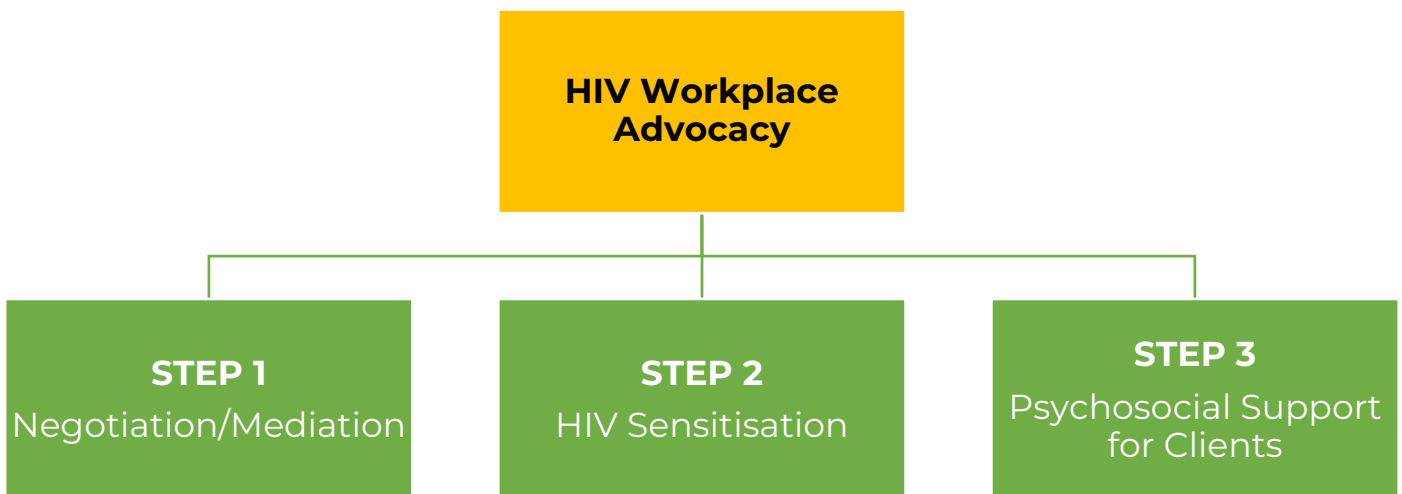 HIV Workplace
Advocacy
STEP 1
Negotiation/Mediation
STEP 2
HIV Sensitisation
STEP 3
Psychosocial Support
for Clients